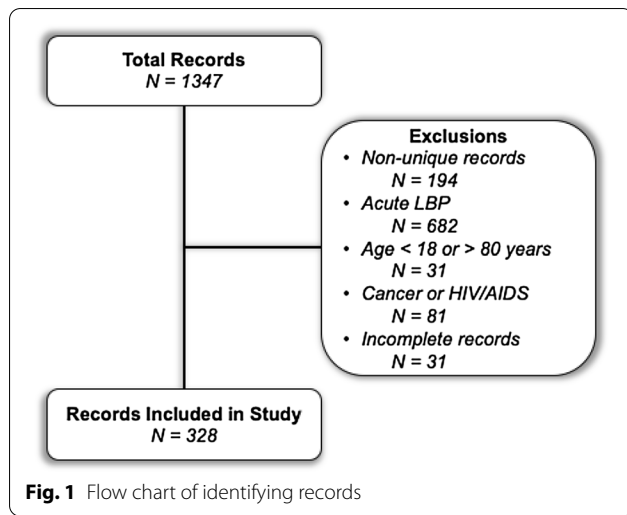 Total Records
N = 1347
Exclusions
• Non-unique records
N = 194
• Acute LBP
N = 682
• Age < 18 or > 80 years
N = 31
• Cancer or HIV/AIDS
N = 81
• Incomplete records
N = 31
Records Included in Study
N = 328
Fig. 1 Flow chart of identifying records